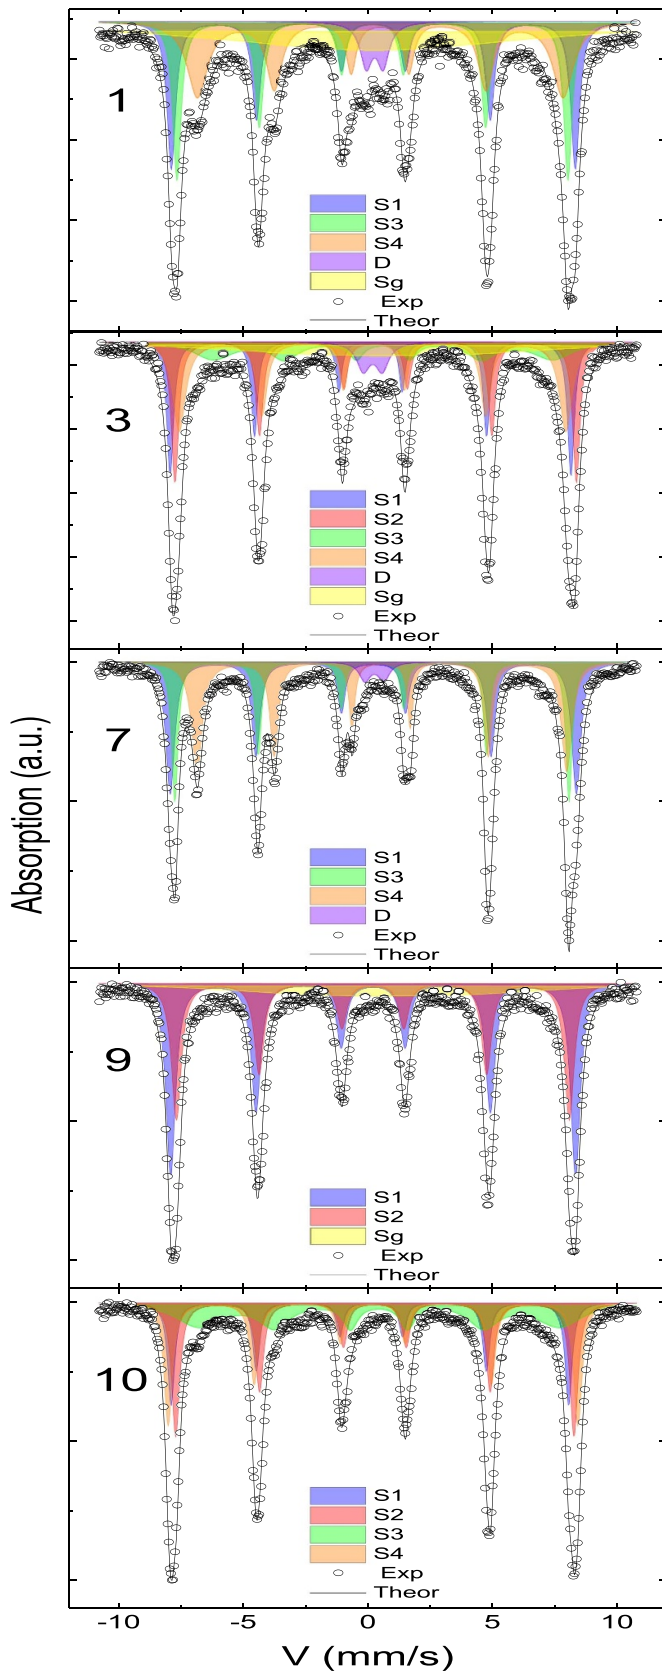 1
S1
S3
S4
D
Sg
Exp
Theor
3
S1
S2
S3
S4
D
Sg
Exp
Theor
Absorption (a.u.)
7
S1
S3
S4
D
Exp
Theor
9
S1
S2
Sg
Exp
Theor
10
S1
S2
S3
S4
Exp
Theor
-10 -5 0 5 10
V (mm/s)